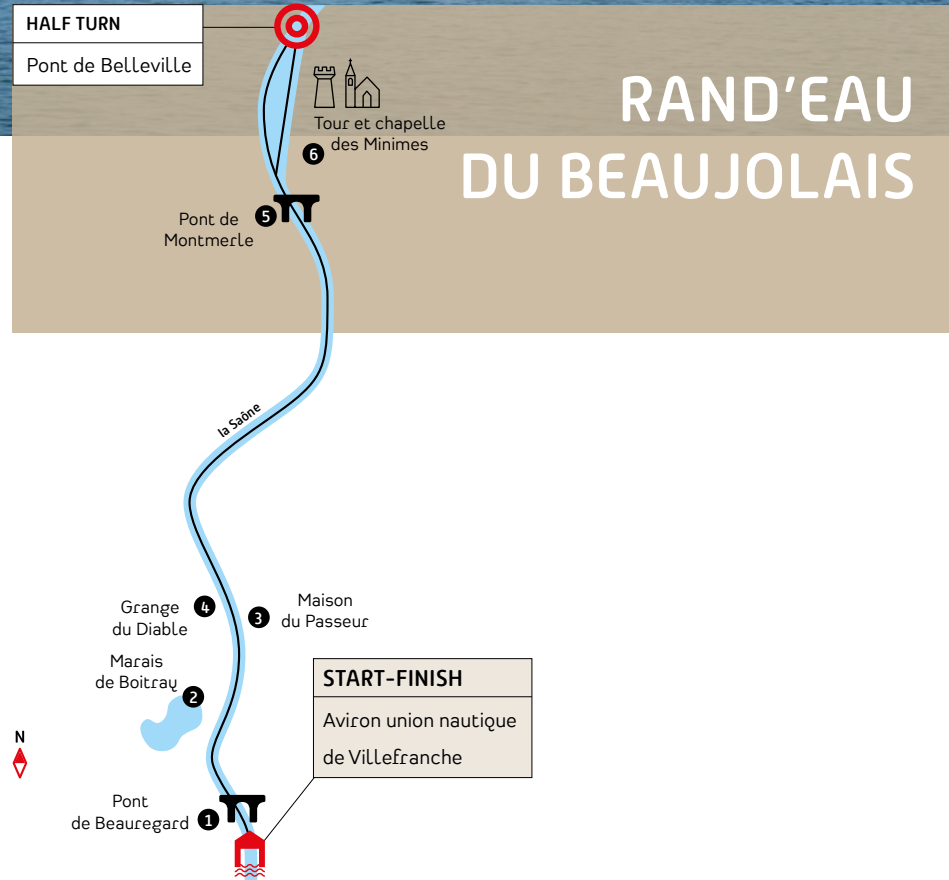 HALF TURN
Pont de Belleville
RAND'EAU
DU BEAUJOLAIS
Tour et chapelle
des Minimes
6
5
Pont de
Montmerle
la Saône
Grange
du Diable
4
3
Maison
du Passeur
Marais
de Boitray
2
START-FINISH
Aviron union nautique
de Villefranche
N
Pont
de Beauregard
1